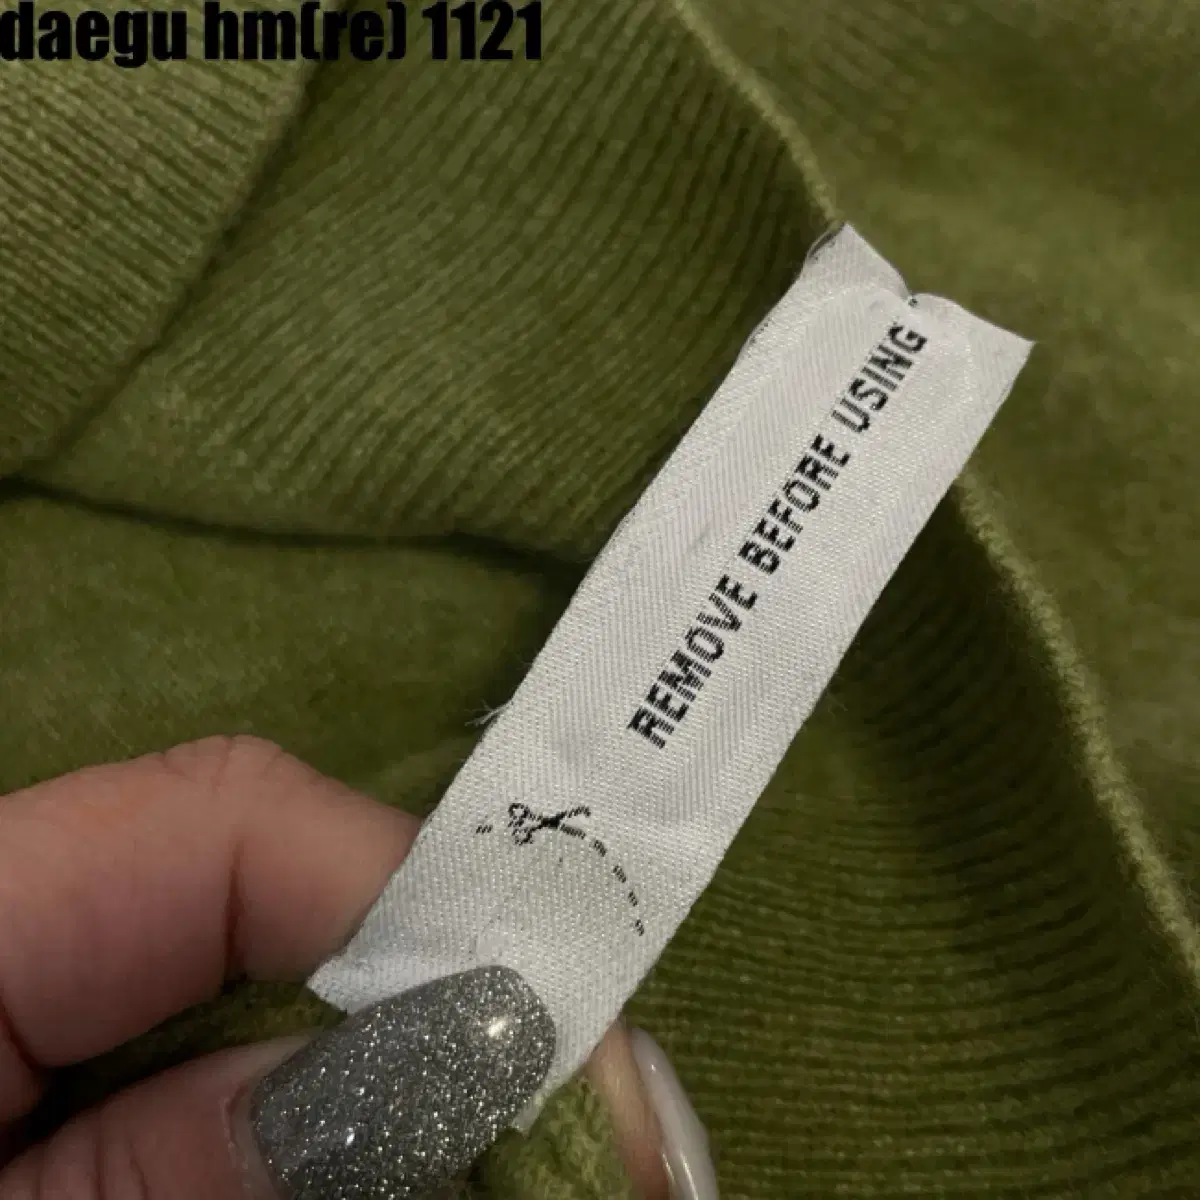 daegu hm(re) 1121
REMOVE BEFORE USING